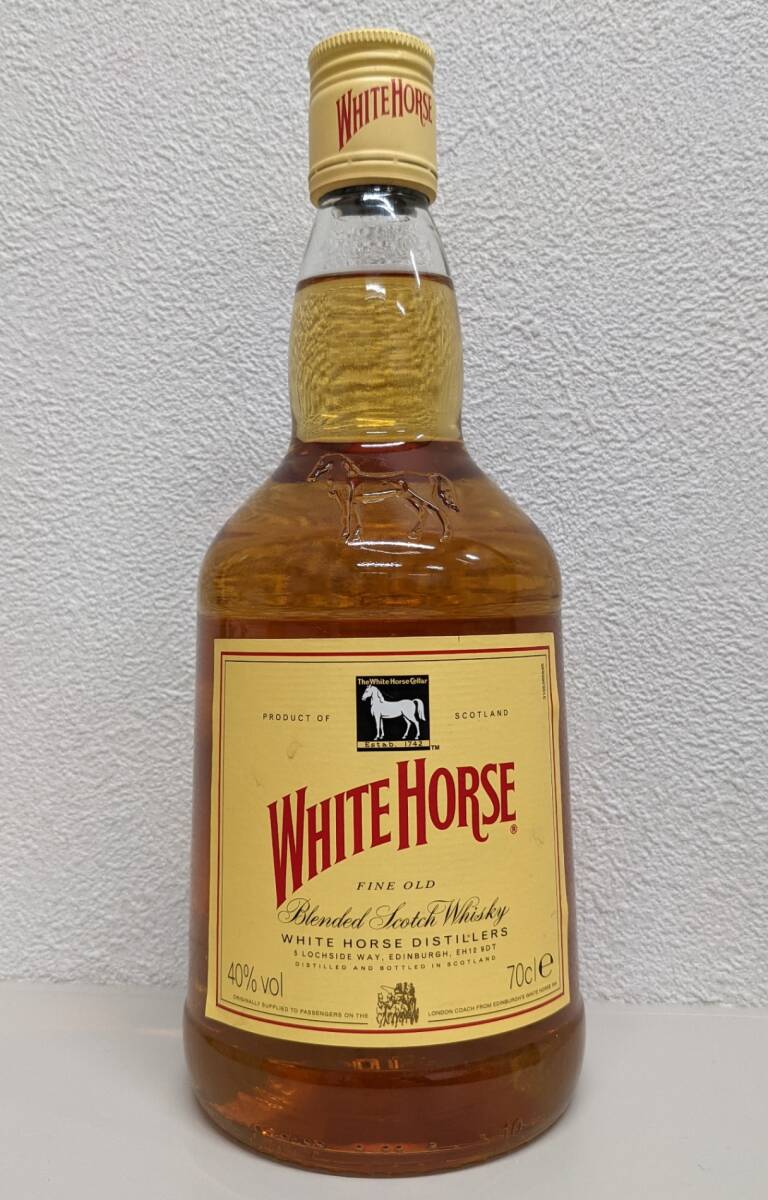 WHITE HORSE
The White Horse Cellar
Estab. 1742
TM
PRODUCT OF SCOTLAND
WHITE HORSE®
FINE OLD
Blended Scotch Whisky
WHITE HORSE DISTILLERS
5 LOCHSIDE WAY, EDINBURGH, EH12 9DT
DISTILLED AND BOTTLED IN SCOTLAND
40% vol 70cl e
ORIGINALLY SUPPLIED TO PASSENGERS ON THE LONDON COACH FROM EDINBURGH'S WHITE HORSE INN